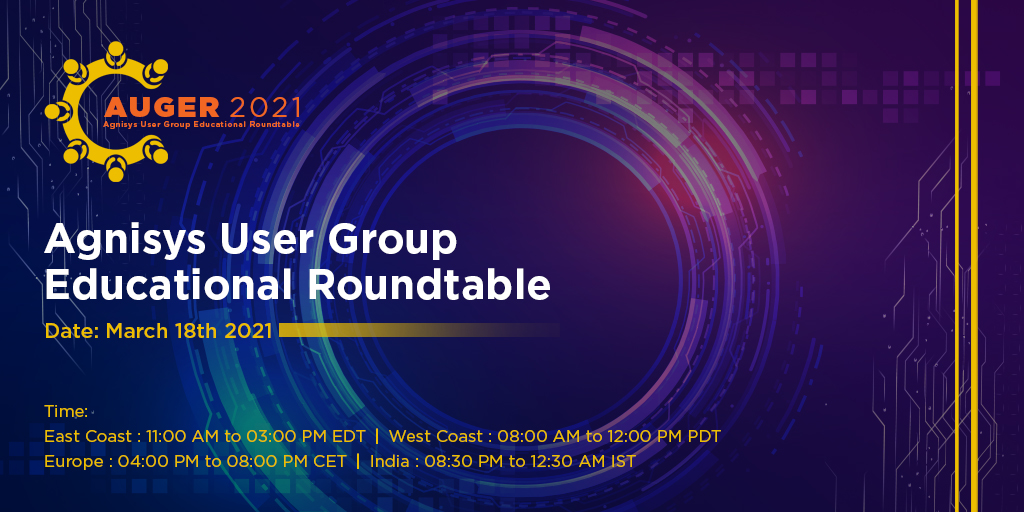 AUGER 2021
Agnisys User Group Educational Roundtable
Agnisys User Group
Educational Roundtable
Date: March 18th 2021
Time:
East Coast : 11:00 AM to 03:00 PM EDT | West Coast : 08:00 AM to 12:00 PM PDT
Europe : 04:00 PM to 08:00 PM CET | India : 08:30 PM to 12:30 AM IST